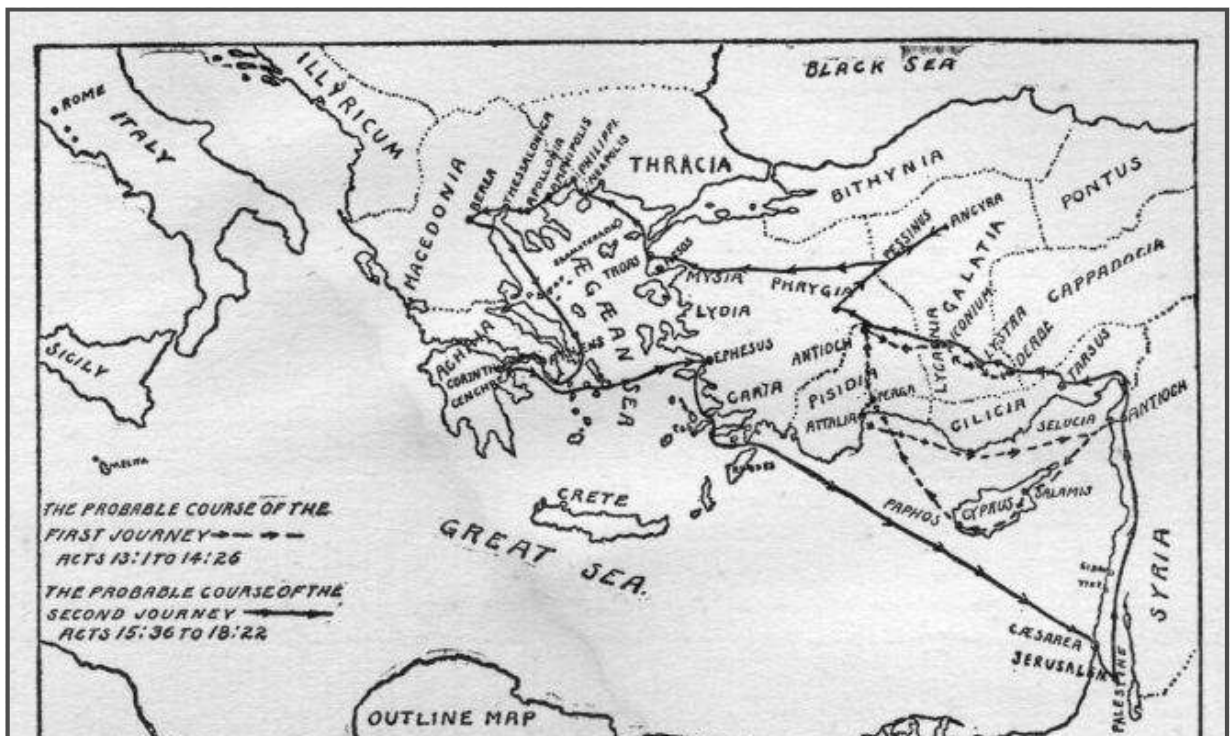 BLACK SEA
ILLYRICUM
ROME
ITALY
THESSALONICA
APOLLONIA
PHILIPPI
NEAPOLIS
THRACIA
BEREA
MACEDONIA
BITHYNIA
PONTUS
ANCYRA
PESSINUS
GALATIA
CAPPADOCIA
TROAS
MYSIA
PHRYGIA
ÆGÆAN
SEA
LYDIA
ICONIUM
LYSTRA
DERBE
LYCAONIA
TARSUS
SICILY
ACHAIA
EPHESUS
ANTIOCH
PISIDIA
PERGA
ATTALIA
CILICIA
SELUCIA
ANTIOCH
MELITA
RHODES
CRETE
PAPHOS
CYPRUS
SALAMIS
GREAT SEA.
SYRIA
THE PROBABLE COURSE OF THE
FIRST JOURNEY
ACTS 13:1 TO 14:26
THE PROBABLE COURSE OF THE
SECOND JOURNEY
ACTS 15:36 TO 18:22
CÆSAREA
JERUSALEM
PALESTINE
OUTLINE MAP